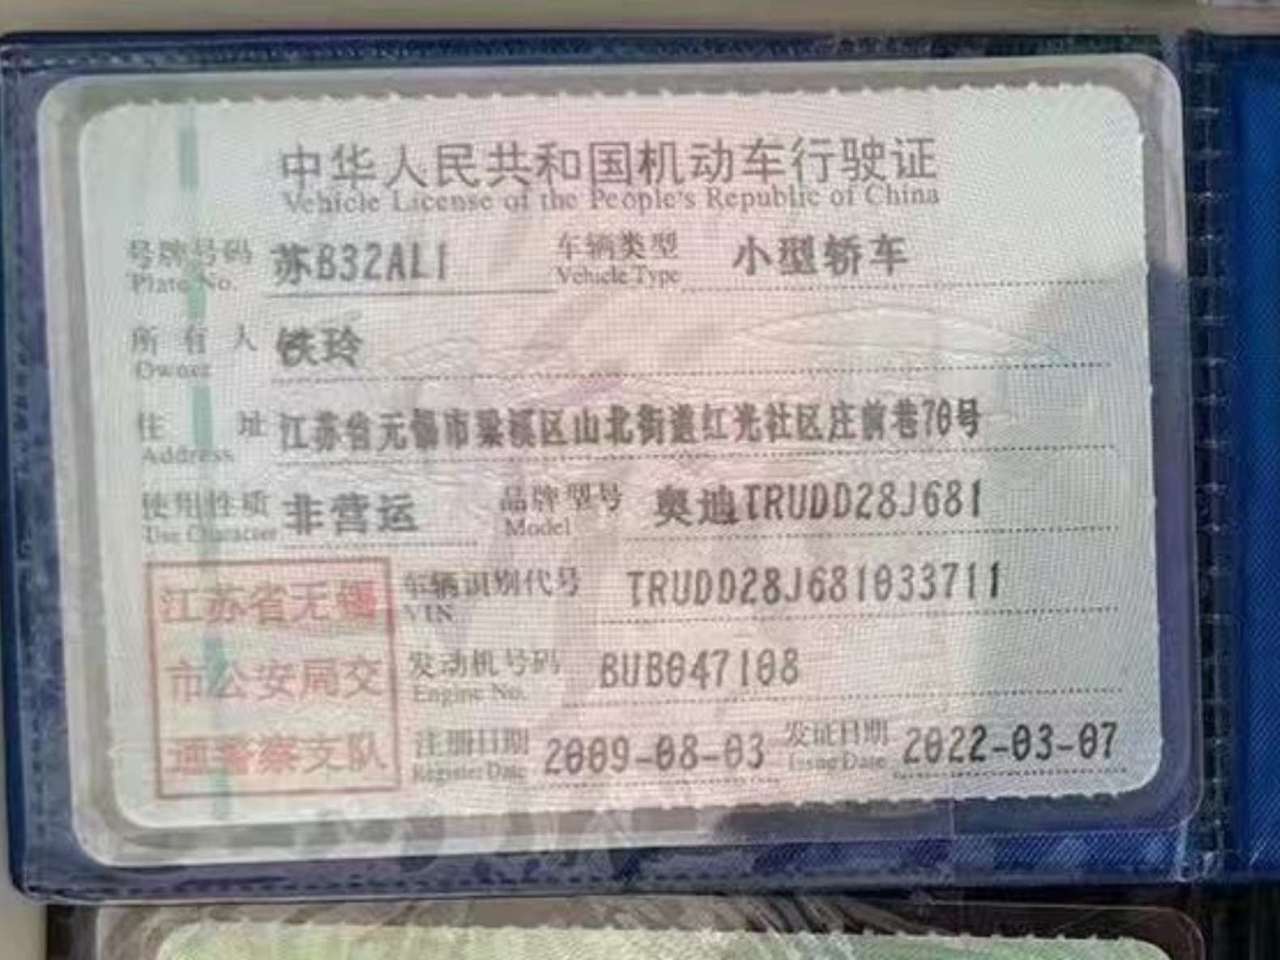 中华人民共和国机动车行驶证
Vehicle License of the People's Republic of China
号牌号码 苏B32AL1 车辆类型 小型轿车
Plate No. Vehicle Type
所有人 铁玲
Owner
住址 江苏省无锡市梁溪区山北街道红光社区庄前巷70号
Address
使用性质 非营运 品牌型号 奥迪TRUDD28J681
Use Character Model
江苏省无锡 车辆识别代号 TRUDD28J681033711
VIN
市公安局交 发动机号码 BUB047108
Engine No.
通警察支队 注册日期 2009-08-03 发证日期 2022-03-07
Register Date Issue Date